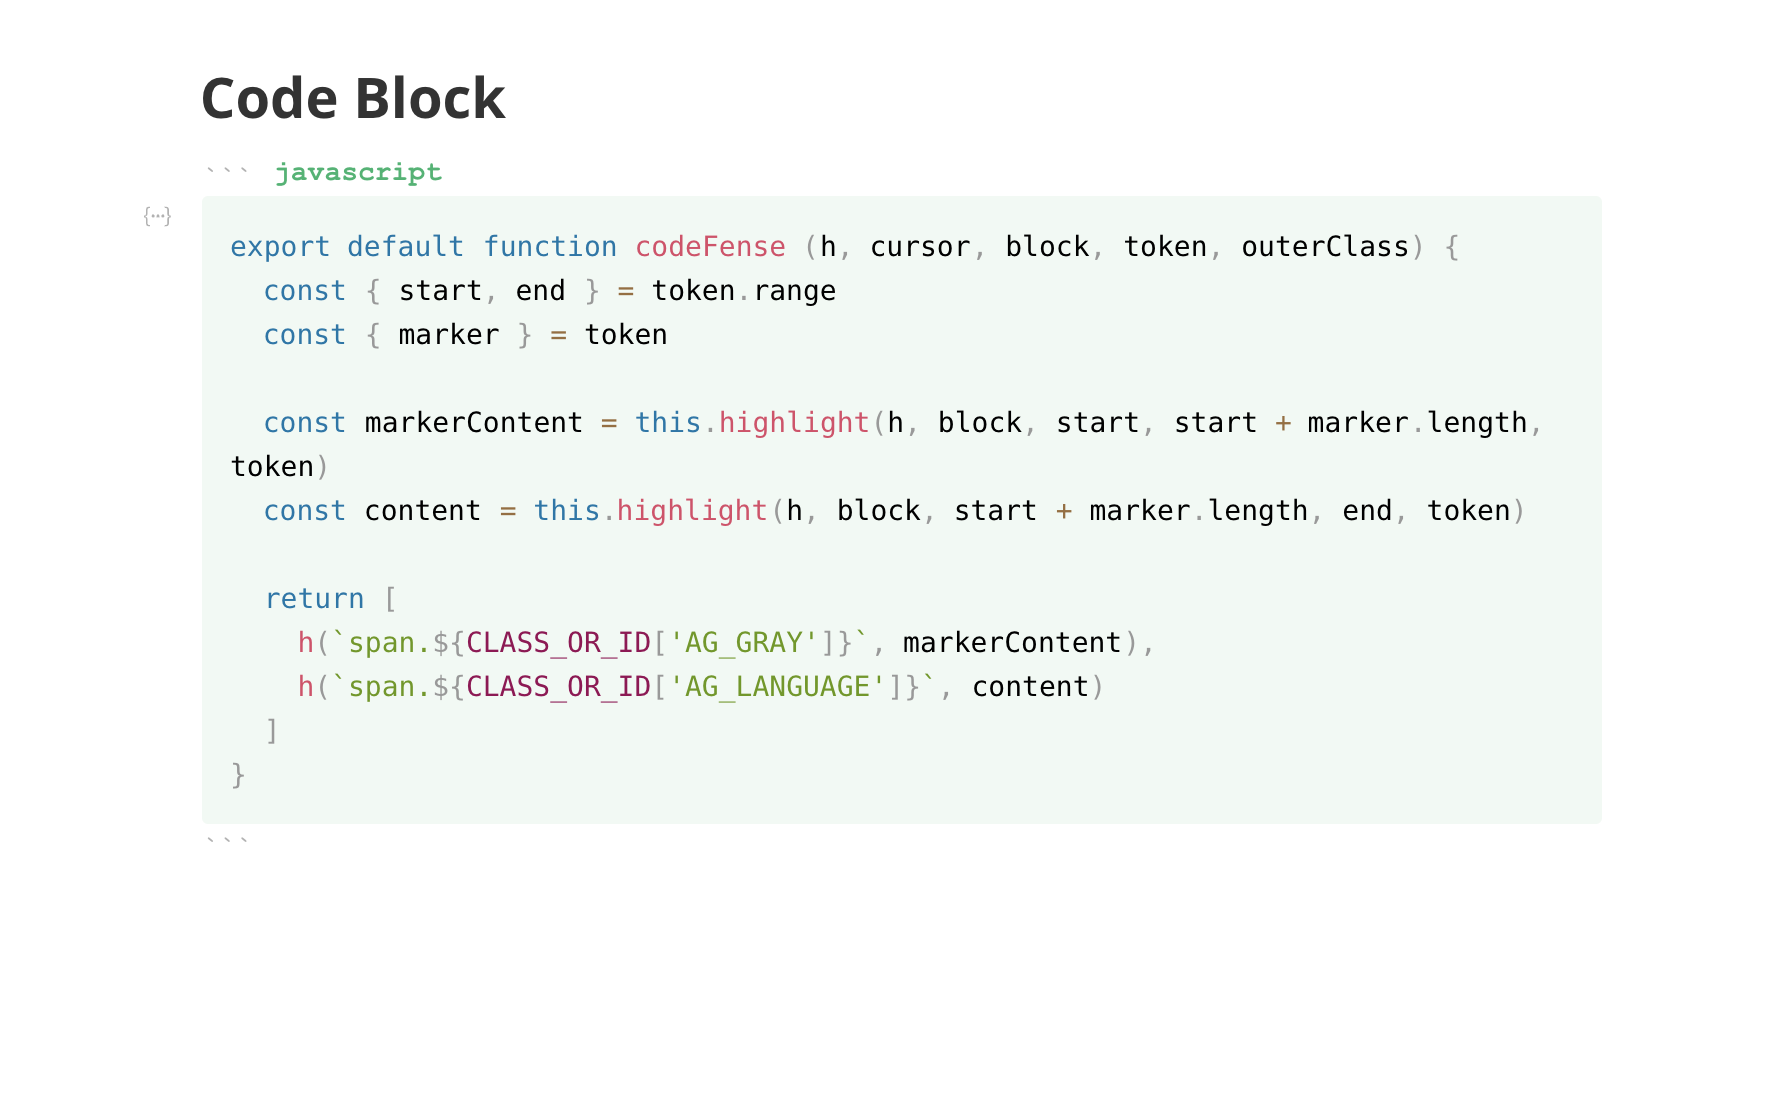 Code Block
``` javascript
{···}
export default function codeFense (h, cursor, block, token, outerClass) {
  const { start, end } = token.range
  const { marker } = token

  const markerContent = this.highlight(h, block, start, start + marker.length,
token)
  const content = this.highlight(h, block, start + marker.length, end, token)

  return [
    h(`span.${CLASS_OR_ID['AG_GRAY']}`, markerContent),
    h(`span.${CLASS_OR_ID['AG_LANGUAGE']}`, content)
  ]
}
```